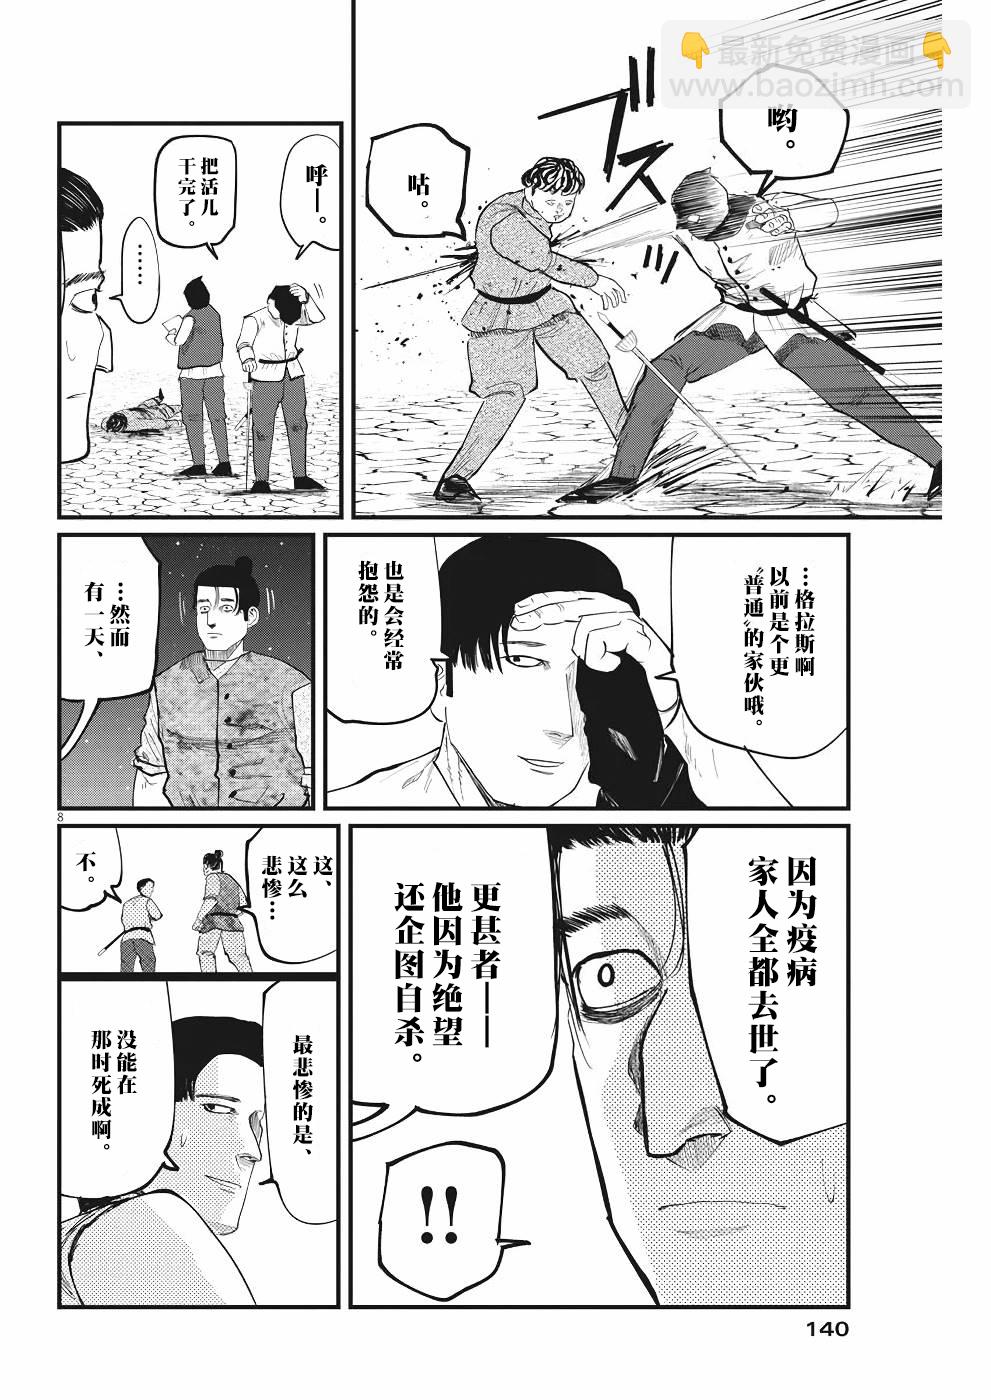 最新免费漫画
www.baozimh.com
哟。
咕。
呼—。
把活儿
干完了。
……
…格拉斯啊
以前是个更
“普通”的家伙哦。
也是会经常
抱怨的。
…然而
有一天、
因为疫病
家人全都去世了。
更甚者——
他因为绝望
还企图自杀。
!!
这、
这么
悲惨…
不。
最悲惨的是、
没能在
那时死成啊。
8
140